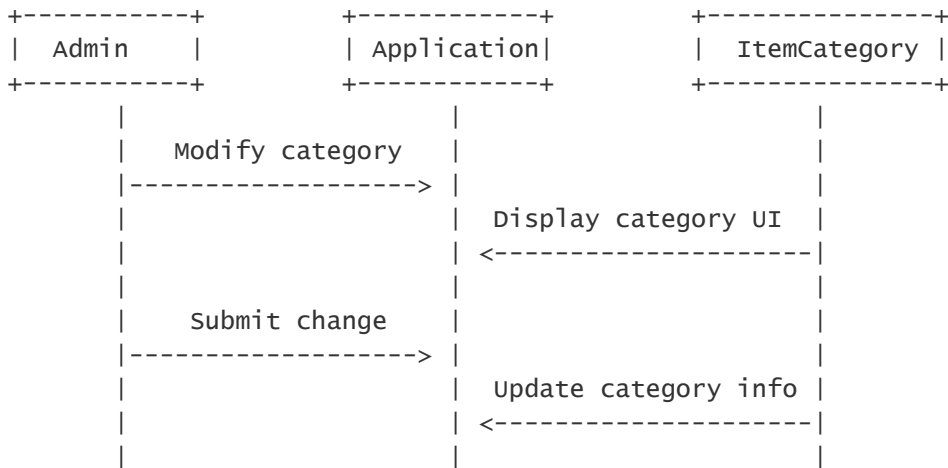 Admin Application ItemCategory
Modify category
Display category UI
Submit change
Update category info